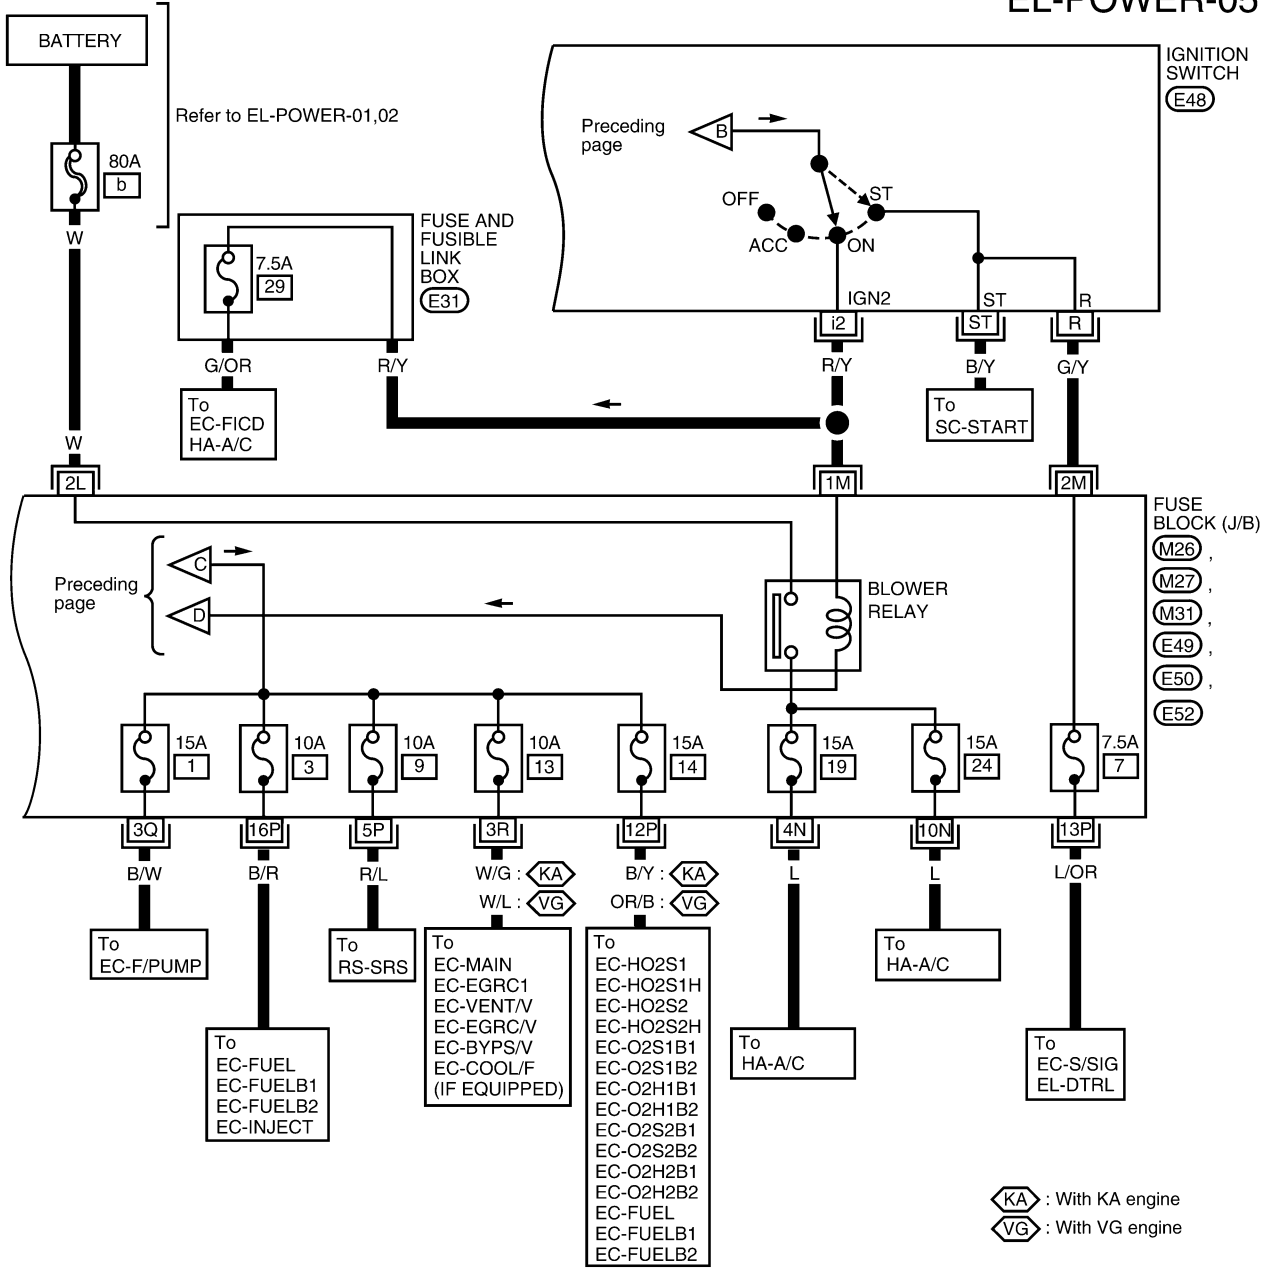 EL-POWER-05
BATTERY
Refer to EL-POWER-01,02
80A
b
W
W
IGNITION
SWITCH
E48
Preceding
page
B
OFF
ACC
ON
ST
IGN2
ST
R
i2
ST
R
R/Y
B/Y
G/Y
To
SC-START
FUSE AND
FUSIBLE
LINK
BOX
E31
7.5A
29
G/OR
R/Y
To
EC-FICD
HA-A/C
2L
1M
2M
FUSE
BLOCK (J/B)
M26 ,
M27 ,
M31 ,
E49 ,
E50 ,
E52
Preceding
page
C
D
BLOWER
RELAY
15A
1
10A
3
10A
9
10A
13
15A
14
15A
19
15A
24
7.5A
7
3Q
16P
5P
3R
12P
4N
10N
13P
B/W
B/R
R/L
W/G : KA
W/L : VG
B/Y : KA
OR/B : VG
L
L
L/OR
To
EC-F/PUMP
To
EC-FUEL
EC-FUELB1
EC-FUELB2
EC-INJECT
To
RS-SRS
To
EC-MAIN
EC-EGRC1
EC-VENT/V
EC-EGRC/V
EC-BYPS/V
EC-COOL/F
(IF EQUIPPED)
To
EC-HO2S1
EC-HO2S1H
EC-HO2S2
EC-HO2S2H
EC-O2S1B1
EC-O2S1B2
EC-O2H1B1
EC-O2H1B2
EC-O2S2B1
EC-O2S2B2
EC-O2H2B1
EC-O2H2B2
EC-FUEL
EC-FUELB1
EC-FUELB2
To
HA-A/C
To
HA-A/C
To
EC-S/SIG
EL-DTRL
KA : With KA engine
VG : With VG engine